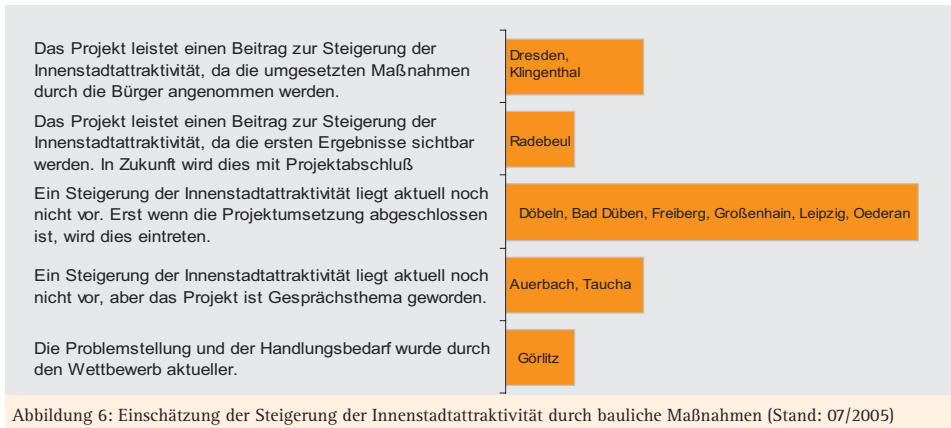 Das Projekt leistet einen Beitrag zur Steigerung der
Innenstadtattraktivität, da die umgesetzten Maßnahmen
durch die Bürger angenommen werden.
Dresden,
Klingenthal
Das Projekt leistet einen Beitrag zur Steigerung der
Innenstadtattraktivität, da die ersten Ergebnisse sichtbar
werden. In Zukunft wird dies mit Projektabschluß
Radebeul
Ein Steigerung der Innenstadtattraktivität liegt aktuell noch
nicht vor. Erst wenn die Projektumsetzung abgeschlossen
ist, wird dies eintreten.
Döbeln, Bad Düben, Freiberg, Großenhain, Leipzig, Oederan
Ein Steigerung der Innenstadtattraktivität liegt aktuell noch
nicht vor, aber das Projekt ist Gesprächsthema geworden.
Auerbach, Taucha
Die Problemstellung und der Handlungsbedarf wurde durch
den Wettbewerb aktueller.
Görlitz
Abbildung 6: Einschätzung der Steigerung der Innenstadtattraktivität durch bauliche Maßnahmen (Stand: 07/2005)